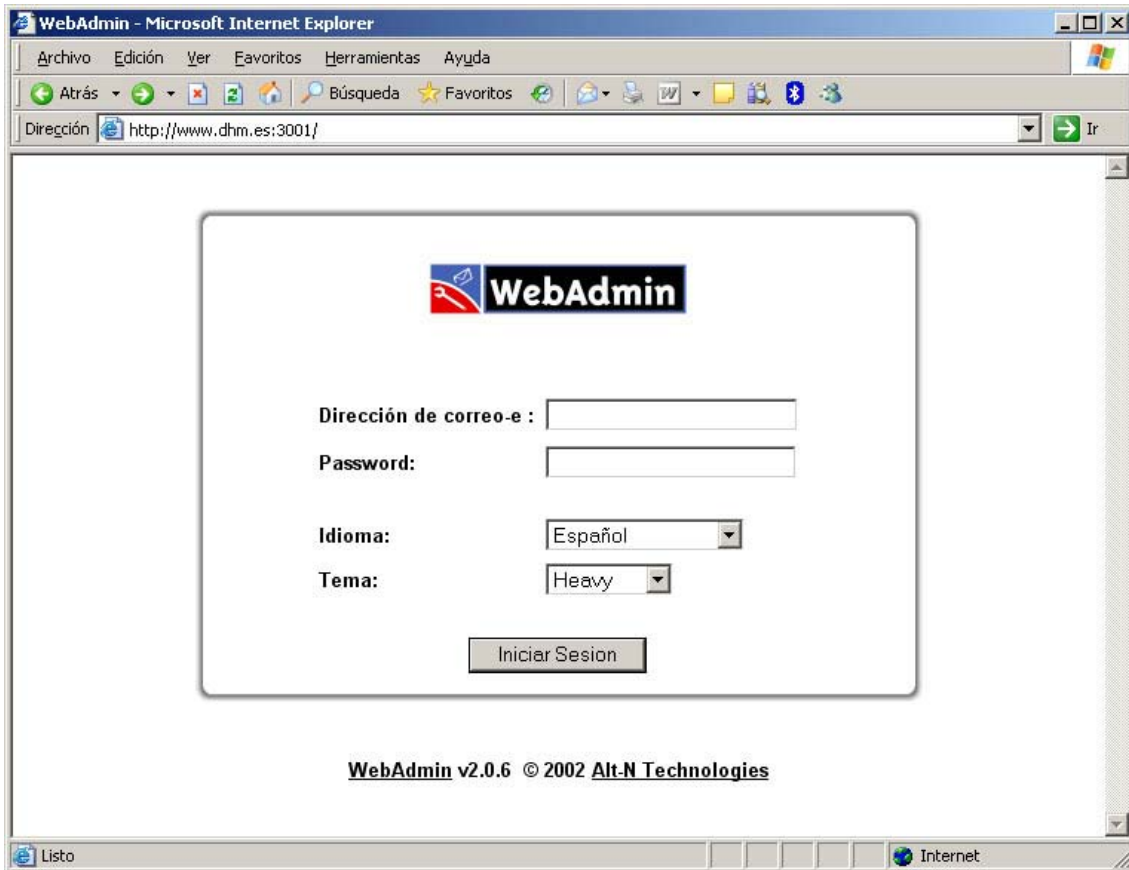 WebAdmin - Microsoft Internet Explorer
Archivo Edición Ver Favoritos Herramientas Ayuda
Atrás Búsqueda Favoritos
Dirección http://www.dhm.es:3001/ Ir
WebAdmin
Dirección de correo-e :
Password:
Idioma: Español
Tema: Heavy
Iniciar Sesion
WebAdmin v2.0.6 © 2002 Alt-N Technologies
Listo Internet